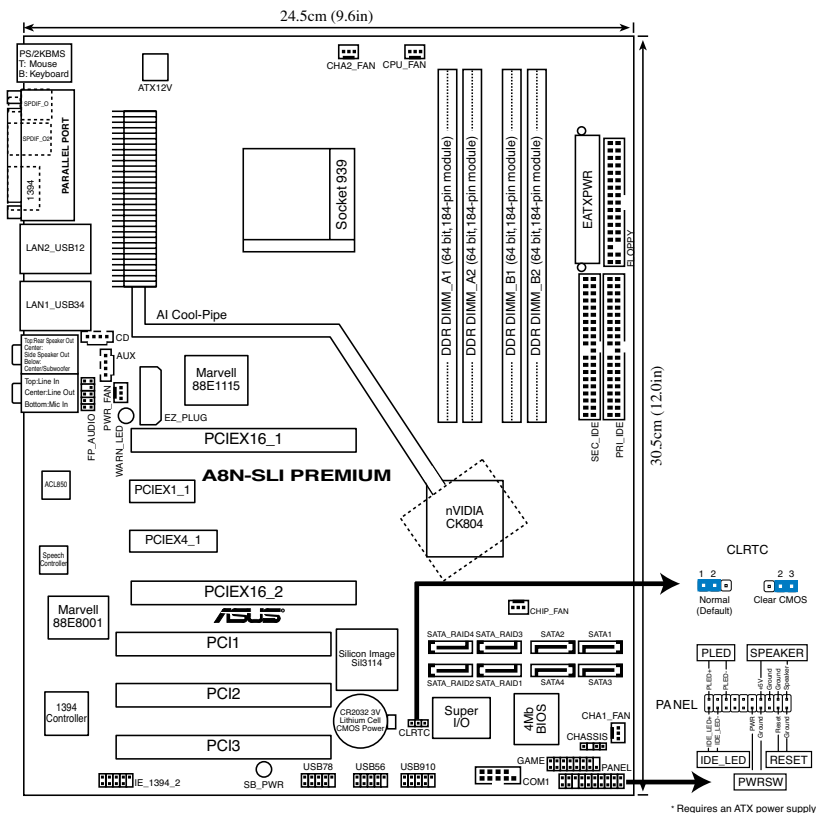 24.5cm (9.6in)
PS/2KBMS
T: Mouse
B: Keyboard
ATX12V
CHA2_FAN
CPU_FAN
SPDIF_O
SPDIF_O2
PARALLEL PORT
1394
Socket 939
DDR DIMM_A1 (64 bit,184-pin module)
DDR DIMM_A2 (64 bit,184-pin module)
DDR DIMM_B1 (64 bit,184-pin module)
DDR DIMM_B2 (64 bit,184-pin module)
EATXPWR
FLOPPY
LAN2_USB12
LAN1_USB34
AI Cool-Pipe
CD
AUX
Top:Rear Speaker Out
Center:
Side Speaker Out
Below:
Center/Subwoofer
Top:Line In
Center:Line Out
Bottom:Mic In
FP_AUDIO
PWR_FAN
WARN_LED
EZ_PLUG
Marvell
88E1115
SEC_IDE
PRI_IDE
30.5cm (12.0in)
PCIEX16_1
A8N-SLI PREMIUM
ACL850
PCIEX1_1
nVIDIA
CK804
PCIEX4_1
Speech
Controller
CLRTC
1 2
2 3
Normal
(Default)
Clear CMOS
PCIEX16_2
ASUS
CHIP_FAN
Marvell
88E8001
PCI1
Silicon Image
SiI3114
SATA_RAID4
SATA_RAID3
SATA2
SATA1
SATA_RAID2
SATA_RAID1
SATA4
SATA3
PLED
SPEAKER
PLED+
PLED-
+5V
Ground
Ground
Speaker
PANEL
IDE_LED+
IDE_LED-
PWR
Ground
Reset
Ground
IDE_LED
RESET
PWRSW
1394
Controller
PCI2
CR2032 3V
Lithium Cell
CMOS Power
CLRTC
Super
I/O
4Mb
BIOS
CHA1_FAN
CHASSIS
PCI3
GAME
PANEL
IE_1394_2
SB_PWR
USB78
USB56
USB910
COM1
* Requires an ATX power supply